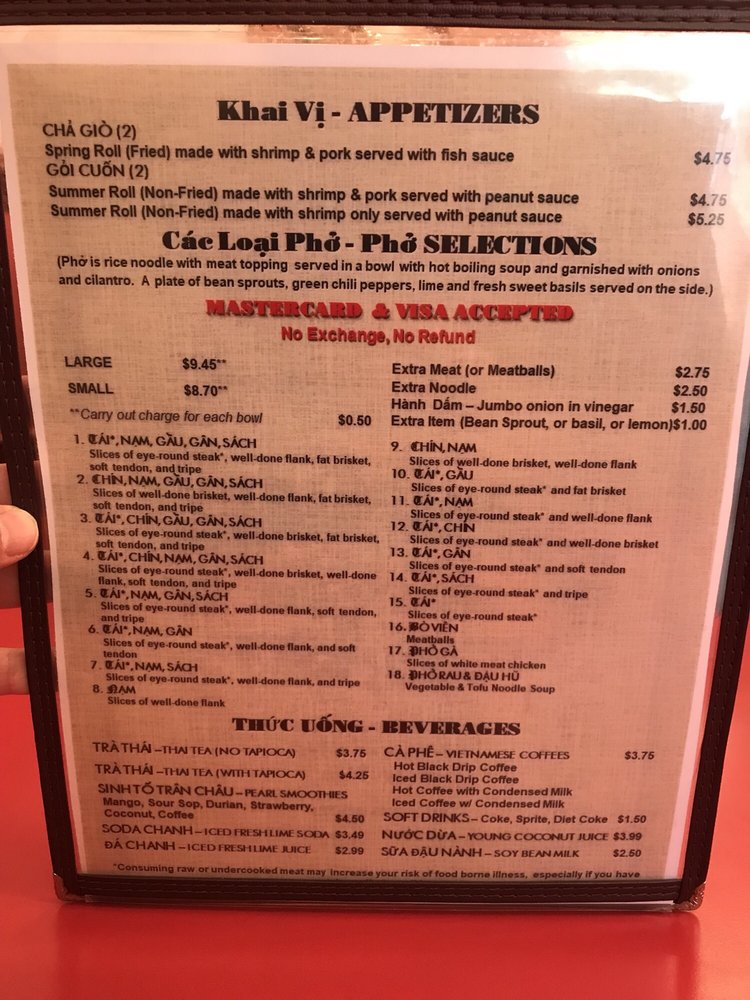 Khai Vị - APPETIZERS
CHẢ GIÒ (2)
Spring Roll (Fried) made with shrimp & pork served with fish sauce $4.75
GỎI CUỐN (2)
Summer Roll (Non-Fried) made with shrimp & pork served with peanut sauce $4.75
Summer Roll (Non-Fried) made with shrimp only served with peanut sauce $5.25
Các Loại Phở - Phở SELECTIONS
(Phở is rice noodle with meat topping served in a bowl with hot boiling soup and garnished with onions
and cilantro. A plate of bean sprouts, green chili peppers, lime and fresh sweet basils served on the side.)
MASTERCARD & VISA ACCEPTED
No Exchange, No Refund
LARGE $9.45**
SMALL $8.70**
**Carry out charge for each bowl $0.50
Extra Meat (or Meatballs) $2.75
Extra Noodle $2.50
Hành Dấm – Jumbo onion in vinegar $1.50
Extra Item (Bean Sprout, or basil, or lemon)$1.00
1. TÁI*, NẠM, GẦU, GÂN, SÁCH
Slices of eye-round steak*, well-done flank, fat brisket,
soft tendon, and tripe
2. CHÍN, NẠM, GẦU, GÂN, SÁCH
Slices of well-done brisket, well-done flank, fat brisket,
soft tendon, and tripe
3. TÁI*, CHÍN, GẦU, GÂN, SÁCH
Slices of eye-round steak*, well-done brisket, fat brisket,
soft tendon, and tripe
4. TÁI*, CHÍN, NẠM, GÂN, SÁCH
Slices of eye-round steak*, well-done brisket, well-done
flank, soft tendon, and tripe
5. TÁI*, NẠM, GÂN, SÁCH
Slices of eye-round steak*, well-done flank, soft tendon,
and tripe
6. TÁI*, NẠM, GÂN
Slices of eye-round steak*, well-done flank, and soft
tendon
7. TÁI*, NẠM, SÁCH
Slices of eye-round steak*, well-done flank, and tripe
8. NẠM
Slices of well-done flank
9. CHÍN, NẠM
Slices of well-done brisket, well-done flank
10. TÁI*, GẦU
Slices of eye-round steak* and fat brisket
11. TÁI*, NẠM
Slices of eye-round steak* and well-done flank
12. TÁI*, CHÍN
Slices of eye-round steak* and well-done brisket
13. TÁI*, GÂN
Slices of eye-round steak* and soft tendon
14. TÁI*, SÁCH
Slices of eye-round steak* and tripe
15. TÁI*
Slices of eye-round steak*
16. BÒ VIÊN
Meatballs
17. PHỞ GÀ
Slices of white meat chicken
18. PHỞ RAU & ĐẬU HŨ
Vegetable & Tofu Noodle Soup
THỨC UỐNG - BEVERAGES
TRÀ THÁI – THAI TEA (NO TAPIOCA) $3.75
TRÀ THÁI – THAI TEA (WITH TAPIOCA) $4.25
SINH TỐ TRÂN CHÂU – PEARL SMOOTHIES
Mango, Sour Sop, Durian, Strawberry,
Coconut, Coffee $4.50
SODA CHANH – ICED FRESH LIME SODA $3.49
ĐÁ CHANH – ICED FRESH LIME JUICE $2.99
CÀ PHÊ – VIETNAMESE COFFEES $3.75
Hot Black Drip Coffee
Iced Black Drip Coffee
Hot Coffee with Condensed Milk
Iced Coffee w/ Condensed Milk
SOFT DRINKS – Coke, Sprite, Diet Coke $1.50
NƯỚC DỪA – YOUNG COCONUT JUICE $3.99
SỮA ĐẬU NÀNH – SOY BEAN MILK $2.50
*Consuming raw or undercooked meat may increase your risk of food borne illness, especially if you have